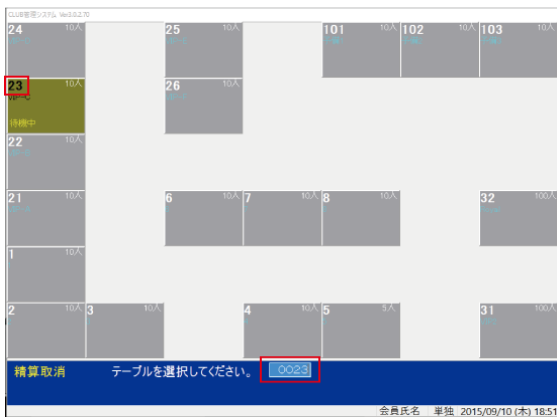 CLUB管理システム Ver3.0.2.70
24 10人
25 10人
101 10人
102 10人
103 10人
23 10人
VIP-C
待機中
26 10人
22 10人
21 10人
6 10人
7 10人
8 10人
32 100人
1 10人
2 10人
3 10人
4 10人
5 5人
31 100人
精算取消 テーブルを選択してください。 0023
会員氏名 単独 2015/09/10 (木) 18:51